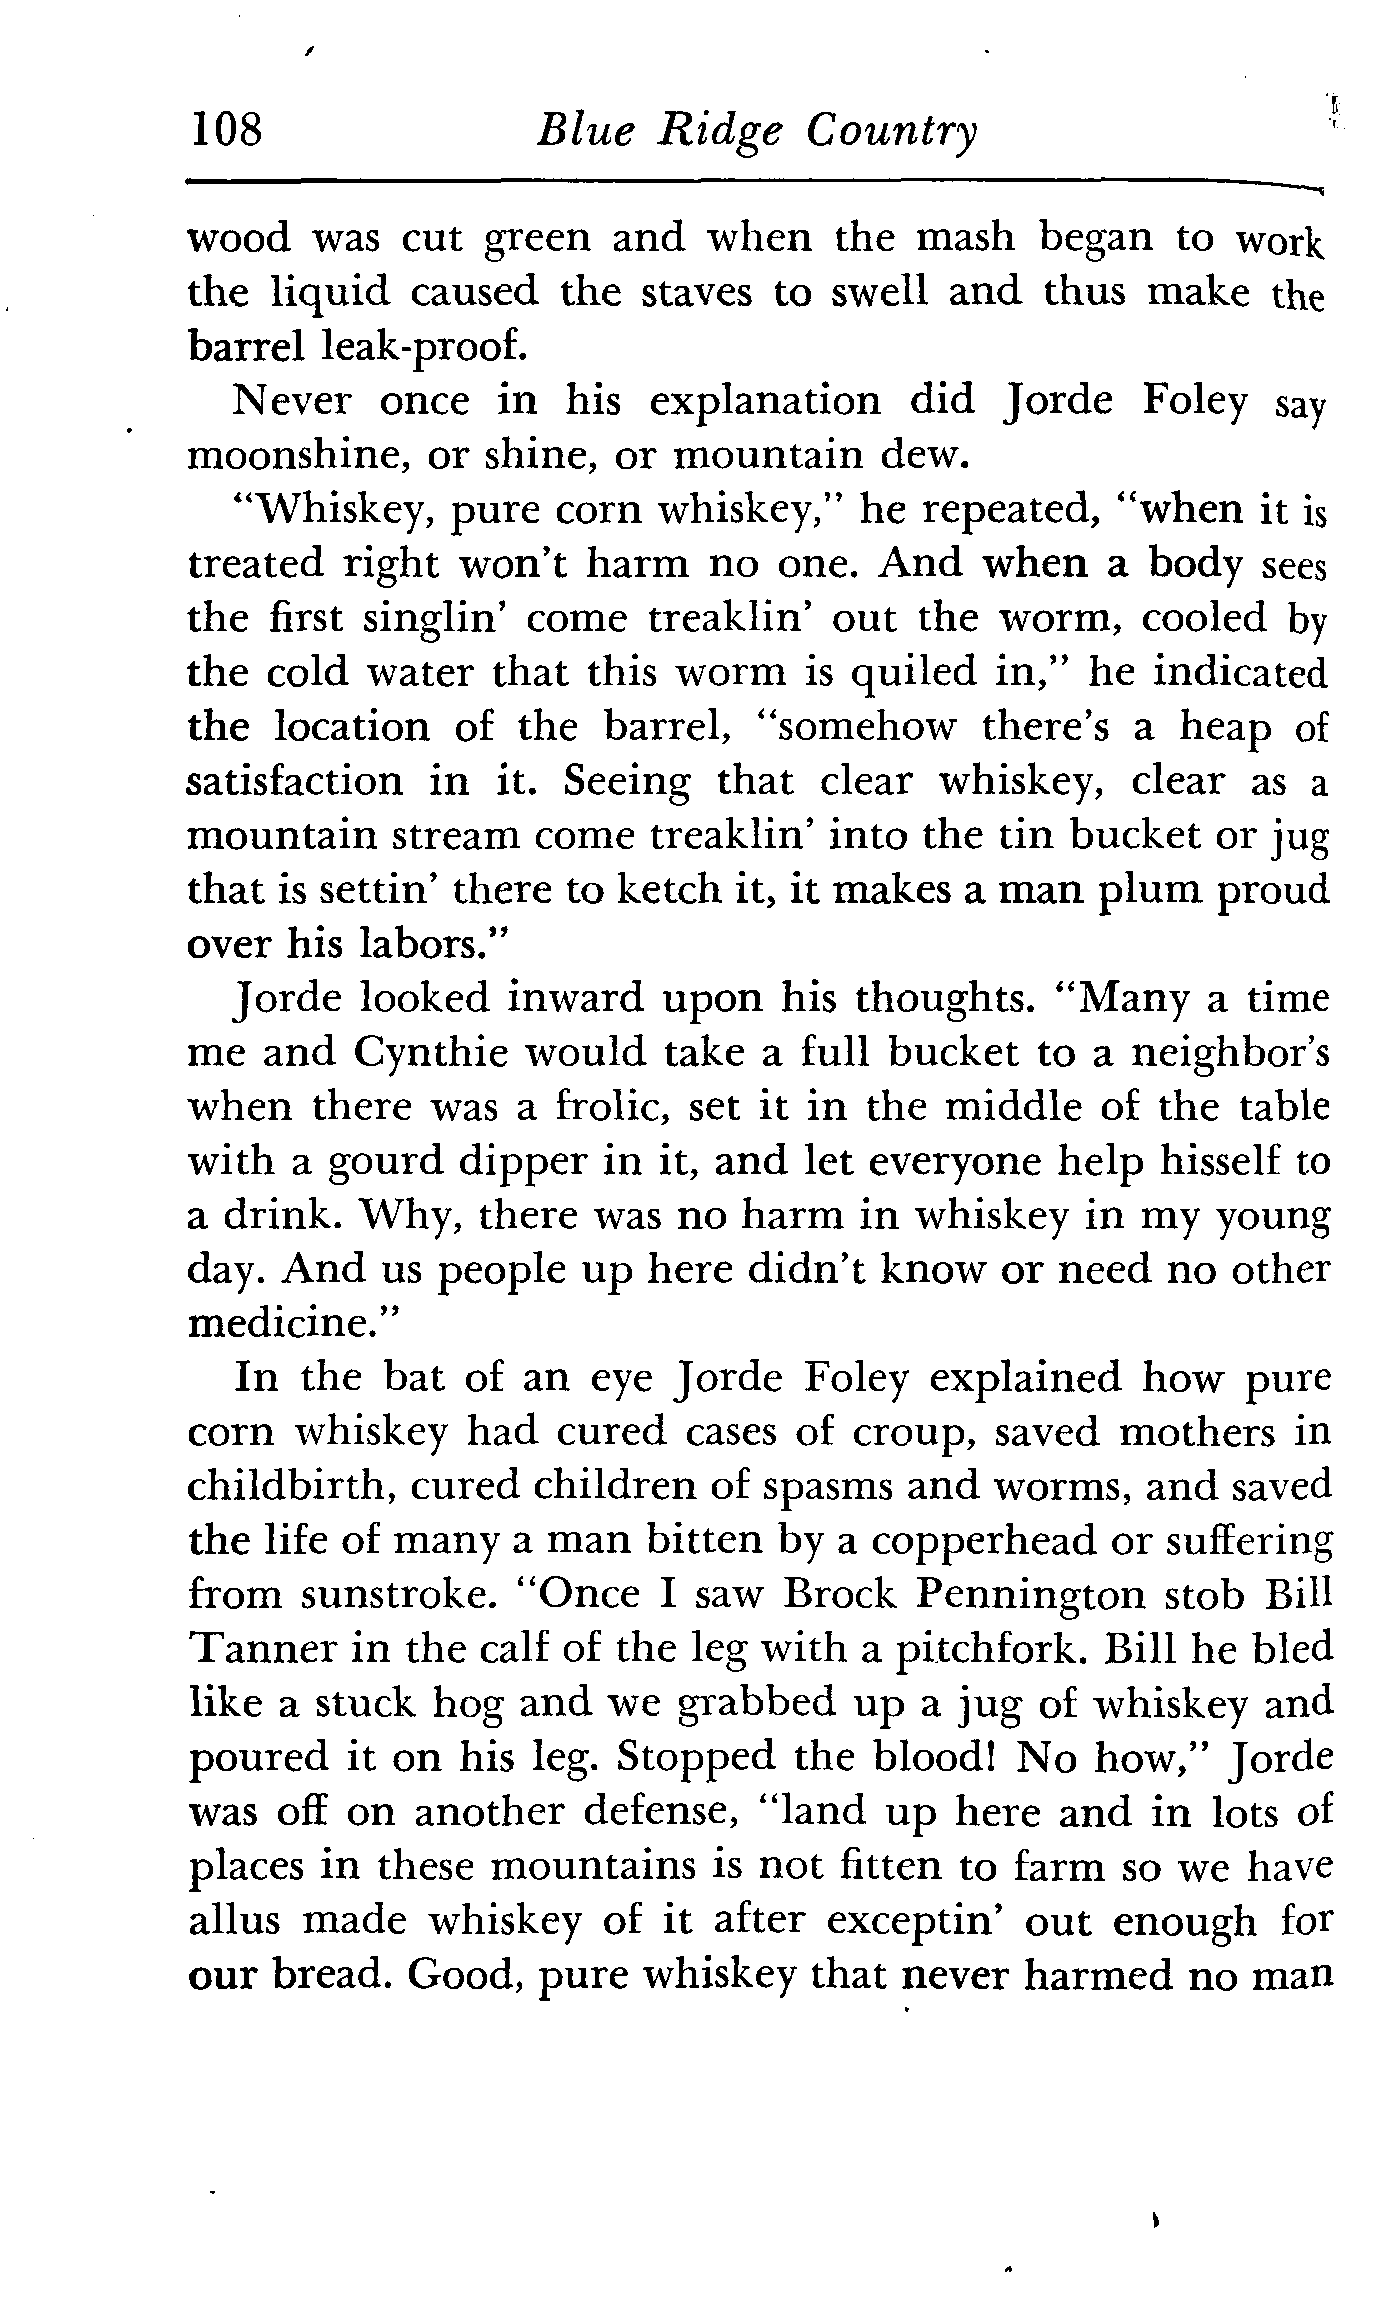 108 Blue Ridge Country
wood was cut green and when the mash began to work
the liquid caused the staves to swell and thus make the
barrel leak-proof.
Never once in his explanation did Jorde Foley say
moonshine, or shine, or mountain dew.
"Whiskey, pure corn whiskey," he repeated, "when it is
treated right won't harm no one. And when a body sees
the first singlin' come treaklin' out the worm, cooled by
the cold water that this worm is quiled in," he indicated
the location of the barrel, "somehow there's a heap of
satisfaction in it. Seeing that clear whiskey, clear as a
mountain stream come treaklin' into the tin bucket or jug
that is settin' there to ketch it, it makes a man plum proud
over his labors."
Jorde looked inward upon his thoughts. "Many a time
me and Cynthie would take a full bucket to a neighbor's
when there was a frolic, set it in the middle of the table
with a gourd dipper in it, and let everyone help hisself to
a drink. Why, there was no harm in whiskey in my young
day. And us people up here didn't know or need no other
medicine."
In the bat of an eye Jorde Foley explained how pure
corn whiskey had cured cases of croup, saved mothers in
childbirth, cured children of spasms and worms, and saved
the life of many a man bitten by a copperhead or suffering
from sunstroke. "Once I saw Brock Pennington stob Bill
Tanner in the calf of the leg with a pitchfork. Bill he bled
like a stuck hog and we grabbed up a jug of whiskey and
poured it on his leg. Stopped the blood! No how," Jorde
was off on another defense, "land up here and in lots of
places in these mountains is not fitten to farm so we have
allus made whiskey of it after exceptin' out enough for
our bread. Good, pure whiskey that never harmed no man